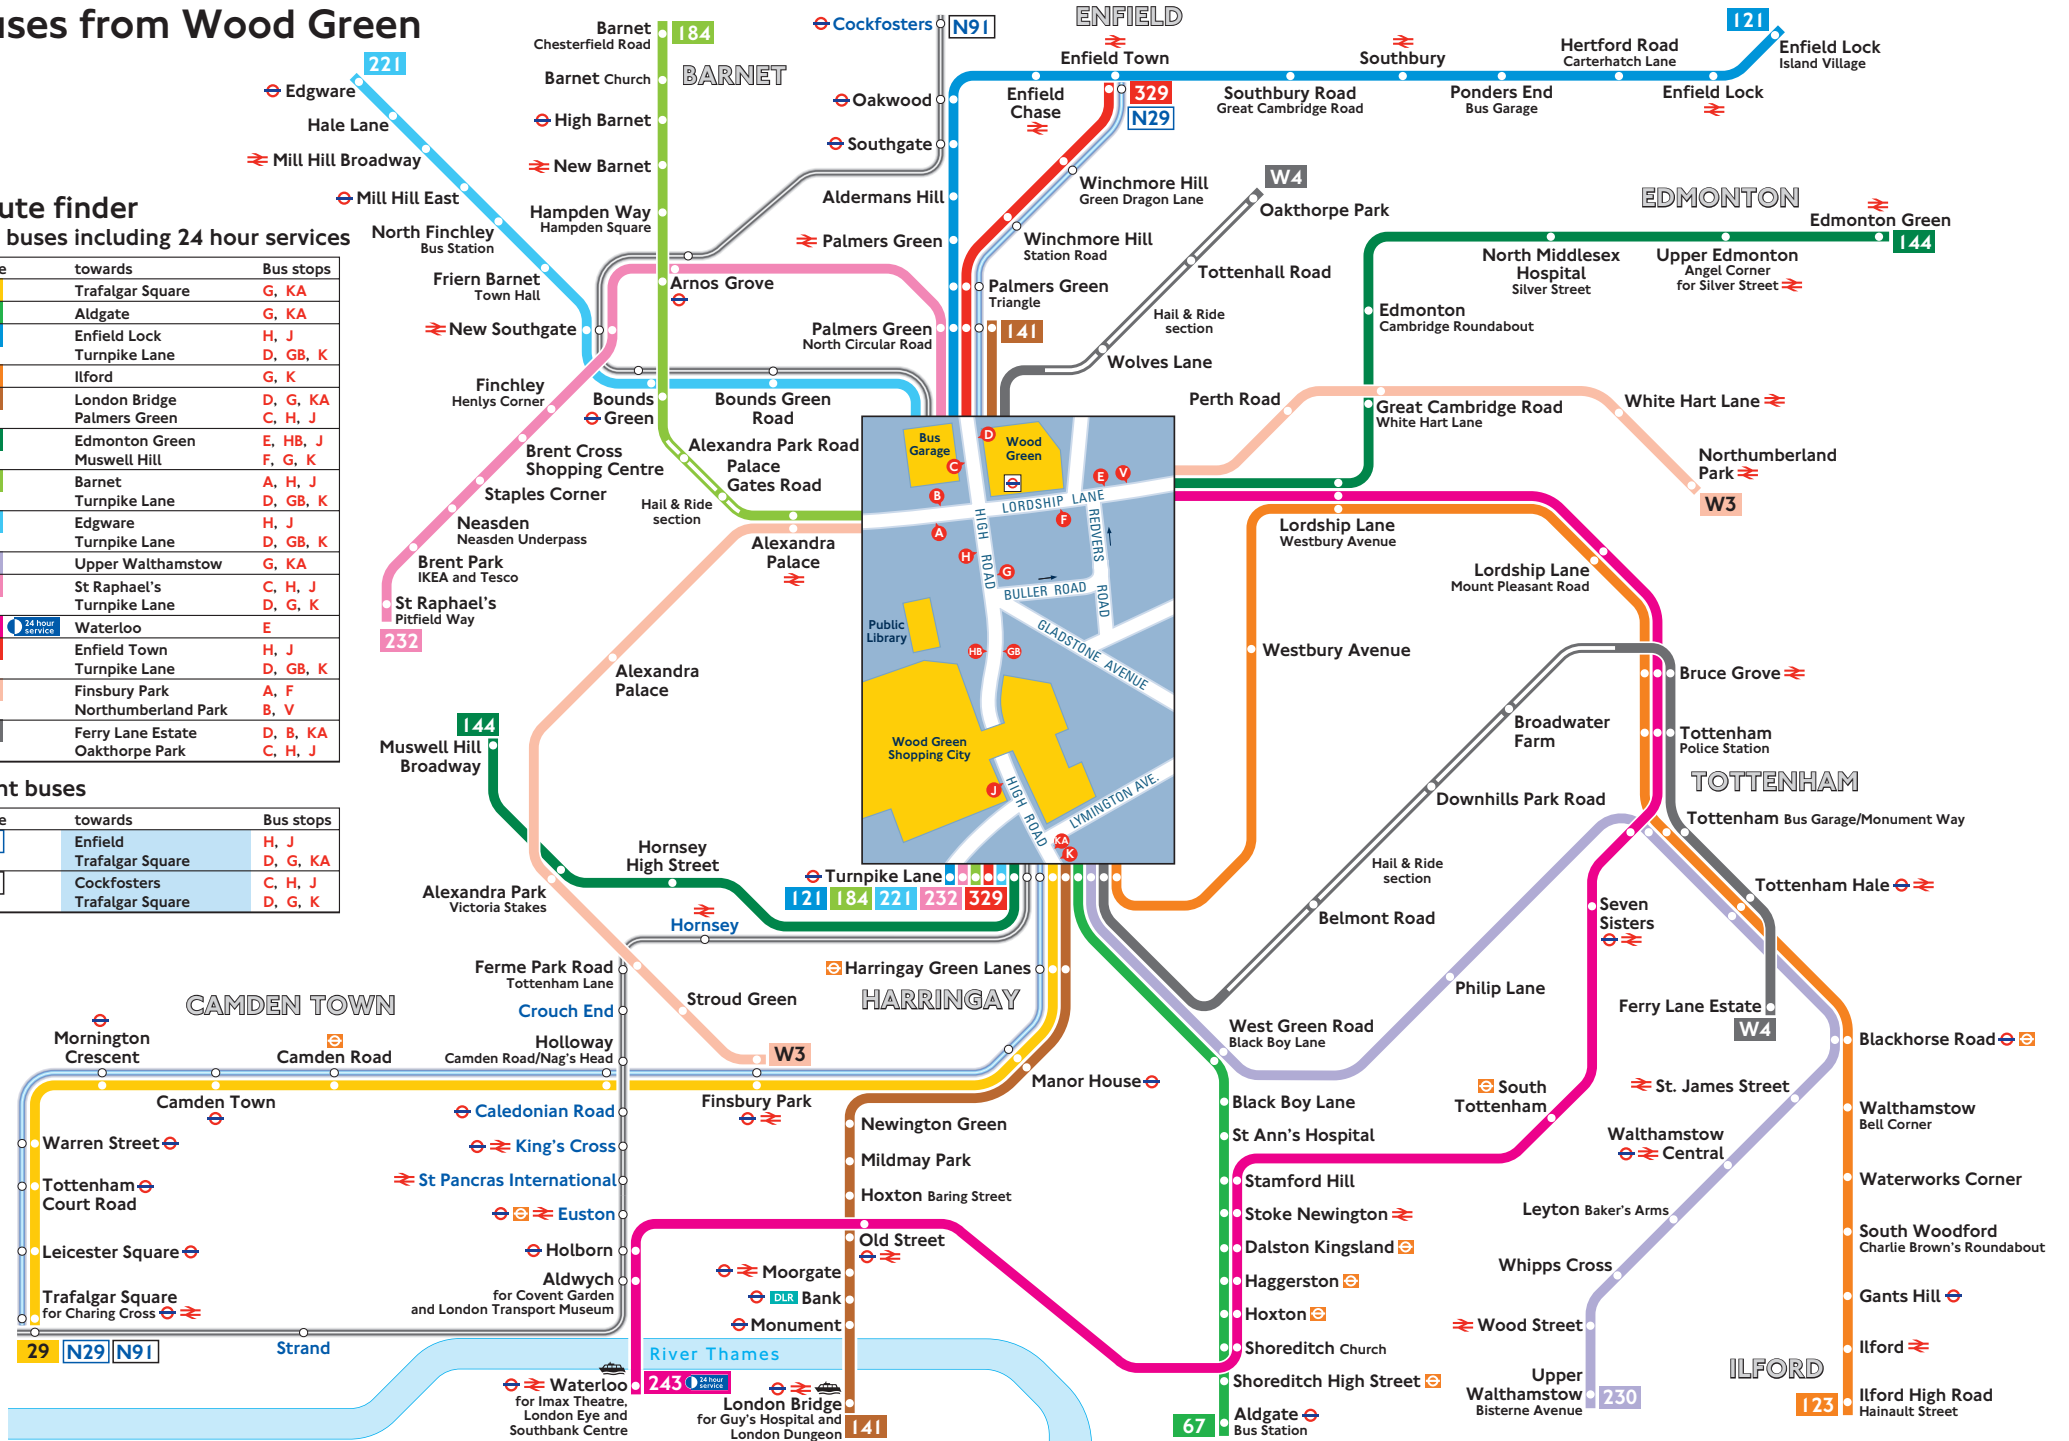 uses from Wood Green
ute finder
buses including 24 hour services
e towards Bus stops
Trafalgar Square G, KA
Aldgate G, KA
Enfield Lock H, J
Turnpike Lane D, GB, K
Ilford G, K
London Bridge D, G, KA
Palmers Green C, H, J
Edmonton Green E, HB, J
Muswell Hill F, G, K
Barnet A, H, J
Turnpike Lane D, GB, K
Edgware H, J
Turnpike Lane D, GB, K
Upper Walthamstow G, KA
St Raphael's C, H, J
Turnpike Lane D, G, K
24 hour service Waterloo E
Enfield Town H, J
Turnpike Lane D, GB, K
Finsbury Park A, F
Northumberland Park B, V
Ferry Lane Estate D, B, KA
Oakthorpe Park C, H, J
nt buses
e towards Bus stops
Enfield H, J
Trafalgar Square D, G, KA
Cockfosters C, H, J
Trafalgar Square D, G, K
221
Edgware
Hale Lane
Mill Hill Broadway
Mill Hill East
North Finchley
Bus Station
Friern Barnet
Town Hall
New Southgate
Finchley
Henlys Corner
Brent Cross
Shopping Centre
Staples Corner
Neasden
Neasden Underpass
Brent Park
IKEA and Tesco
St Raphael's
Pitfield Way
232
Barnet
Chesterfield Road
184
BARNET
Barnet Church
High Barnet
New Barnet
Hampden Way
Hampden Square
Arnos Grove
Bounds
Green
Bounds Green
Road
Alexandra Park Road
Palace
Gates Road
Hail & Ride
section
Alexandra
Palace
Alexandra
Palace
Cockfosters
N91
Oakwood
Southgate
Aldermans Hill
Palmers Green
Palmers Green
North Circular Road
ENFIELD
Enfield Town
Enfield
Chase
329
N29
Southbury Road
Great Cambridge Road
Southbury
Ponders End
Bus Garage
Hertford Road
Carterhatch Lane
Enfield Lock
121
Enfield Lock
Island Village
Winchmore Hill
Green Dragon Lane
Winchmore Hill
Station Road
Palmers Green
Triangle
141
W4
Oakthorpe Park
Tottenhall Road
Hail & Ride
section
Wolves Lane
EDMONTON
Edmonton Green
144
North Middlesex
Hospital
Silver Street
Upper Edmonton
Angel Corner
for Silver Street
Edmonton
Cambridge Roundabout
Perth Road
Great Cambridge Road
White Hart Lane
White Hart Lane
Northumberland
Park
W3
Lordship Lane
Westbury Avenue
Lordship Lane
Mount Pleasant Road
Westbury Avenue
Bruce Grove
Broadwater
Farm
Tottenham
Police Station
TOTTENHAM
Downhills Park Road
Tottenham Bus Garage/Monument Way
Hail & Ride
section
Tottenham Hale
Belmont Road
Seven
Sisters
Philip Lane
Ferry Lane Estate
W4
West Green Road
Black Boy Lane
Blackhorse Road
South
Tottenham
St. James Street
Walthamstow
Bell Corner
Walthamstow
Central
Waterworks Corner
Leyton Baker's Arms
South Woodford
Charlie Brown's Roundabout
Whipps Cross
Gants Hill
Wood Street
Ilford
ILFORD
Upper
Walthamstow
Bisterne Avenue
230
123
Ilford High Road
Hainault Street
Bus
Garage
Wood
Green
D
C
B
A
E
V
F
H
G
HB
GB
J
KA
K
LORDSHIP LANE
HIGH ROAD
REDVERS ROAD
BULLER ROAD
GLADSTONE AVENUE
Public
Library
Wood Green
Shopping City
HIGH ROAD
LYMINGTON AVE.
144
Muswell Hill
Broadway
Hornsey
High Street
Turnpike Lane
121 184 221 232 329
Alexandra Park
Victoria Stakes
Hornsey
Ferme Park Road
Tottenham Lane
Stroud Green
Harringay Green Lanes
HARRINGAY
Crouch End
Holloway
Camden Road/Nag's Head
W3
CAMDEN TOWN
Mornington
Crescent
Camden Road
Camden Town
Finsbury Park
Manor House
Warren Street
Tottenham
Court Road
Leicester Square
Trafalgar Square
for Charing Cross
29 N29 N91
Strand
Caledonian Road
King's Cross
St Pancras International
Euston
Holborn
Aldwych
for Covent Garden
and London Transport Museum
Newington Green
Mildmay Park
Hoxton Baring Street
Old Street
Moorgate
DLR Bank
Monument
River Thames
Waterloo
for Imax Theatre,
London Eye and
Southbank Centre
243 24 hour service
London Bridge
for Guy's Hospital and
London Dungeon
141
Black Boy Lane
St Ann's Hospital
Stamford Hill
Stoke Newington
Dalston Kingsland
Haggerston
Hoxton
Shoreditch Church
Shoreditch High Street
67
Aldgate
Bus Station